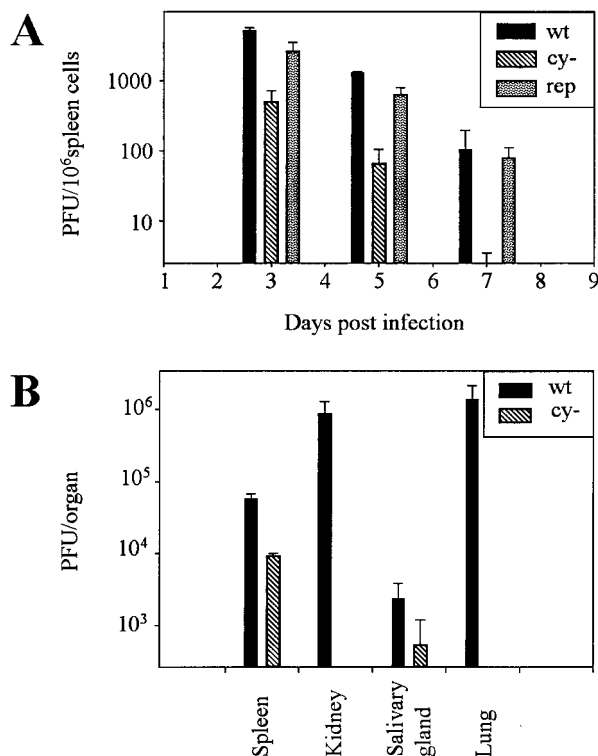 A
PFU/10⁶spleen cells
1000
100
10
wt
cy-
rep
1 2 3 4 5 6 7 8 9
Days post infection
B
PFU/organ
10⁶
10⁵
10⁴
10³
wt
cy-
Spleen
Kidney
Salivary
gland
Lung